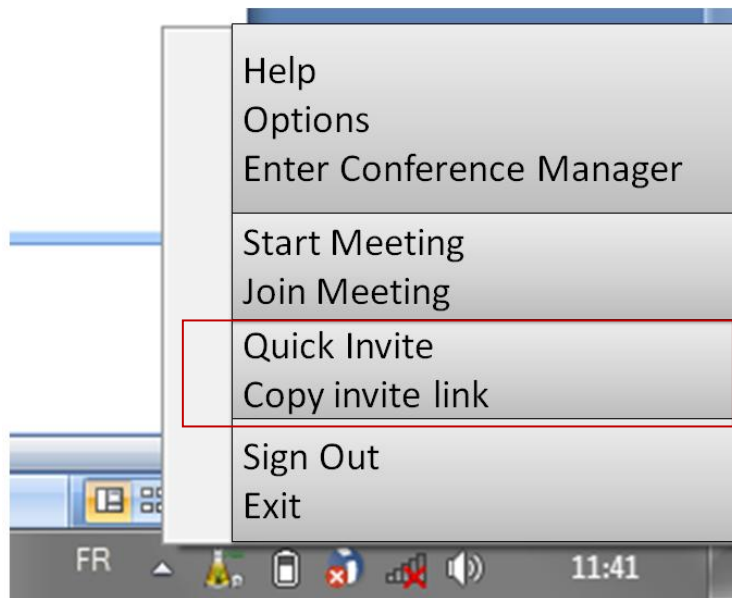 Help
Options
Enter Conference Manager
Start Meeting
Join Meeting
Quick Invite
Copy invite link
Sign Out
Exit
FR
11:41